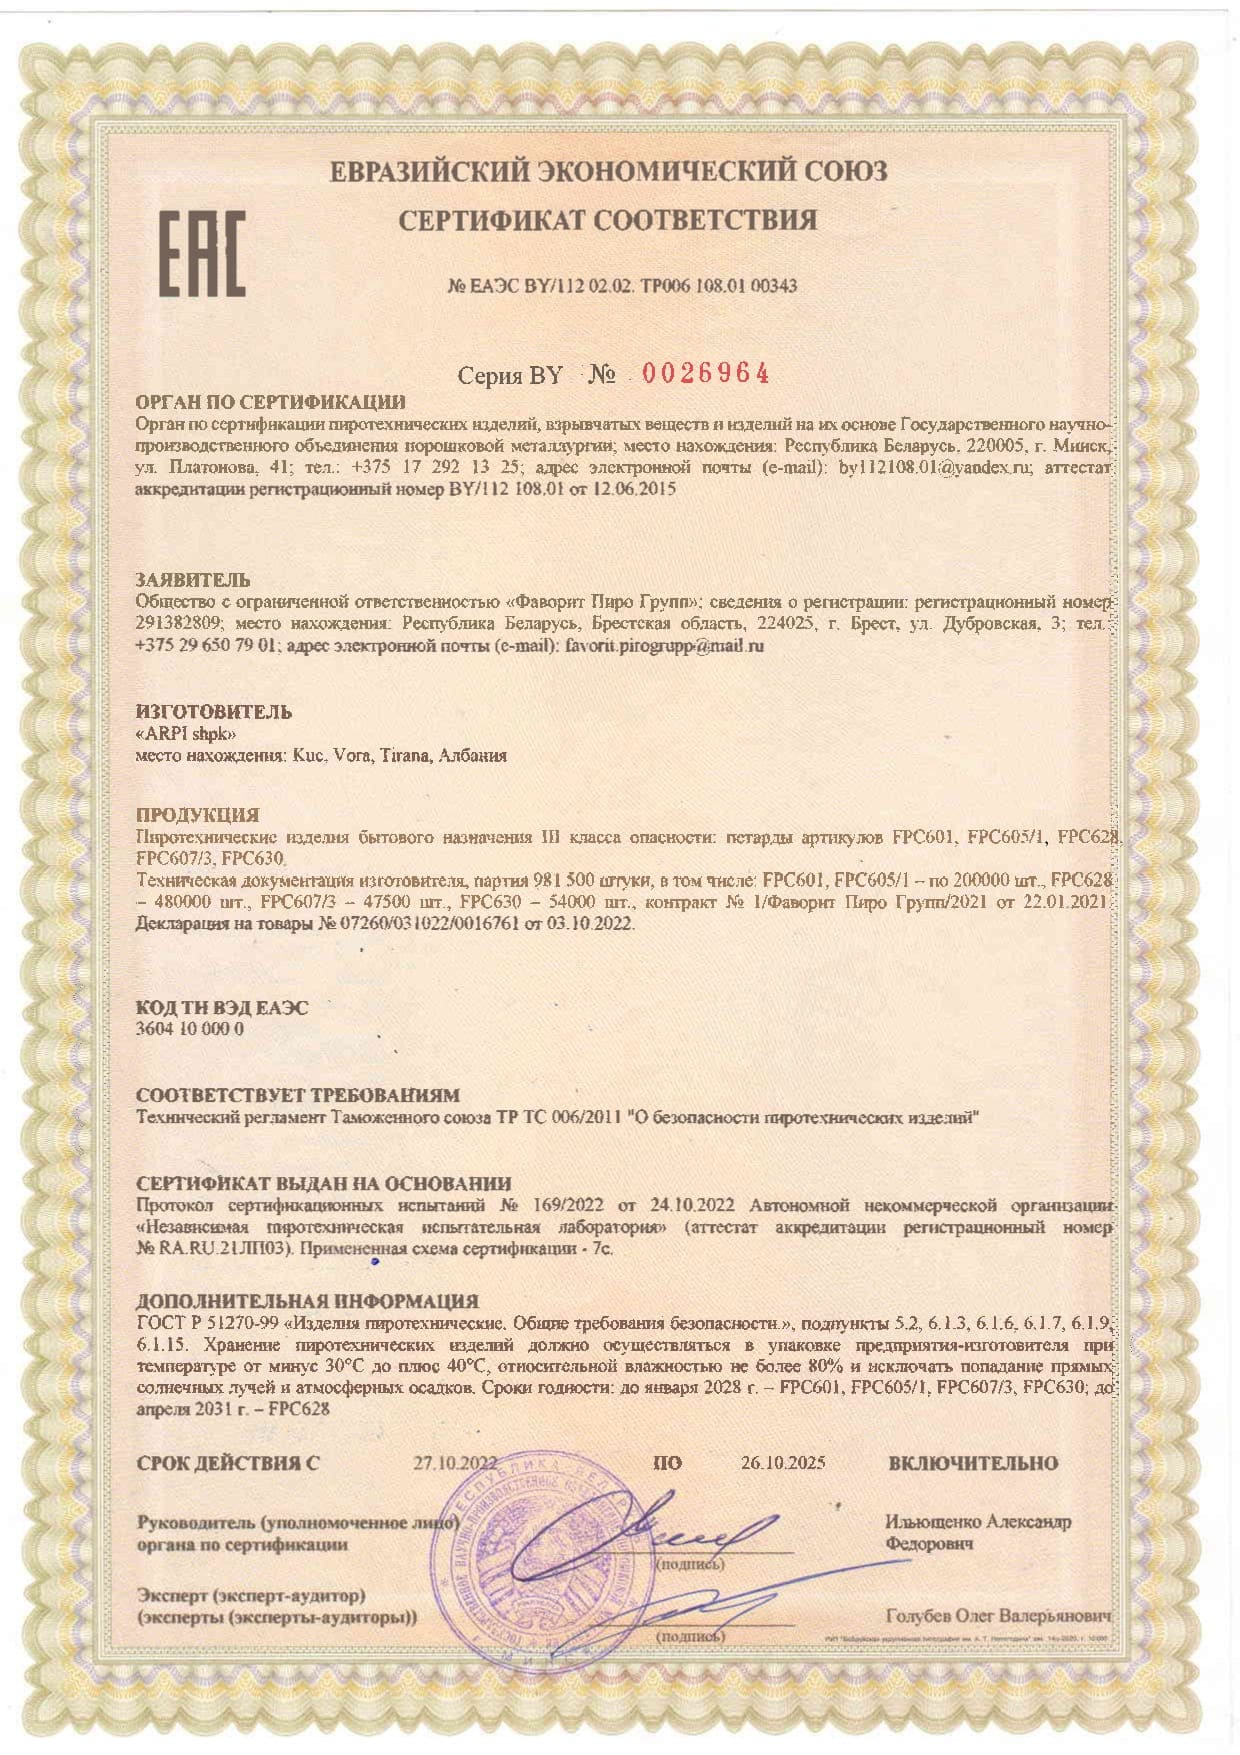 ЕВРАЗИЙСКИЙ ЭКОНОМИЧЕСКИЙ СОЮЗ
ЕАС
СЕРТИФИКАТ СООТВЕТСТВИЯ
№ ЕАЭС BY/112 02.02. ТР006 108.01 00343
Серия BY № 0026964
ОРГАН ПО СЕРТИФИКАЦИИ
Орган по сертификации пиротехнических изделий, взрывчатых веществ и изделий на их основе Государственного научно-
производственного объединения порошковой металлургии; место нахождения: Республика Беларусь, 220005, г. Минск,
ул. Платонова, 41; тел.: +375 17 292 13 25; адрес электронной почты (e-mail): by112108.01@yandex.ru; аттестат
аккредитации регистрационный номер BY/112 108.01 от 12.06.2015
ЗАЯВИТЕЛЬ
Общество с ограниченной ответственностью «Фаворит Пиро Групп»; сведения о регистрации: регистрационный номер
291382809; место нахождения: Республика Беларусь, Брестская область, 224025, г. Брест, ул. Дубровская, 3; тел.:
+375 29 650 79 01; адрес электронной почты (e-mail): favorit.pirogrupp@mail.ru
ИЗГОТОВИТЕЛЬ
«ARPI shpk»
место нахождения: Kuc, Vora, Tirana, Албания
ПРОДУКЦИЯ
Пиротехнические изделия бытового назначения III класса опасности: петарды артикулов FPC601, FPC605/1, FPC628,
FPC607/3, FPC630.
Техническая документация изготовителя, партия 981 500 штуки, в том числе: FPC601, FPC605/1 – по 200000 шт., FPC628
– 480000 шт., FPC607/3 – 47500 шт., FPC630 – 54000 шт., контракт № 1/Фаворит Пиро Групп/2021 от 22.01.2021.
Декларация на товары № 07260/031022/0016761 от 03.10.2022.
КОД ТН ВЭД ЕАЭС
3604 10 000 0
СООТВЕТСТВУЕТ ТРЕБОВАНИЯМ
Технический регламент Таможенного союза ТР ТС 006/2011 "О безопасности пиротехнических изделий"
СЕРТИФИКАТ ВЫДАН НА ОСНОВАНИИ
Протокол сертификационных испытаний № 169/2022 от 24.10.2022 Автономной некоммерческой организации
«Независимая пиротехническая испытательная лаборатория» (аттестат аккредитации регистрационный номер
№ RA.RU.21ЛП03). Примененная схема сертификации - 7с.
ДОПОЛНИТЕЛЬНАЯ ИНФОРМАЦИЯ
ГОСТ Р 51270-99 «Изделия пиротехнические. Общие требования безопасности.», подпункты 5.2, 6.1.3, 6.1.6, 6.1.7, 6.1.9,
6.1.15. Хранение пиротехнических изделий должно осуществляться в упаковке предприятия-изготовителя при
температуре от минус 30°С до плюс 40°С, относительной влажностью не более 80% и исключать попадание прямых
солнечных лучей и атмосферных осадков. Сроки годности: до января 2028 г. – FPC601, FPC605/1, FPC607/3, FPC630; до
апреля 2031 г. – FPC628
СРОК ДЕЙСТВИЯ С 27.10.2022 ПО 26.10.2025 ВКЛЮЧИТЕЛЬНО
Руководитель (уполномоченное лицо) Ильющенко Александр
органа по сертификации Федорович
(подпись)
Эксперт (эксперт-аудитор)
(эксперты (эксперты-аудиторы)) Голубев Олег Валерьянович
(подпись)
РЕСПУБЛИКА БЕЛАРУСЬ
МИНСК